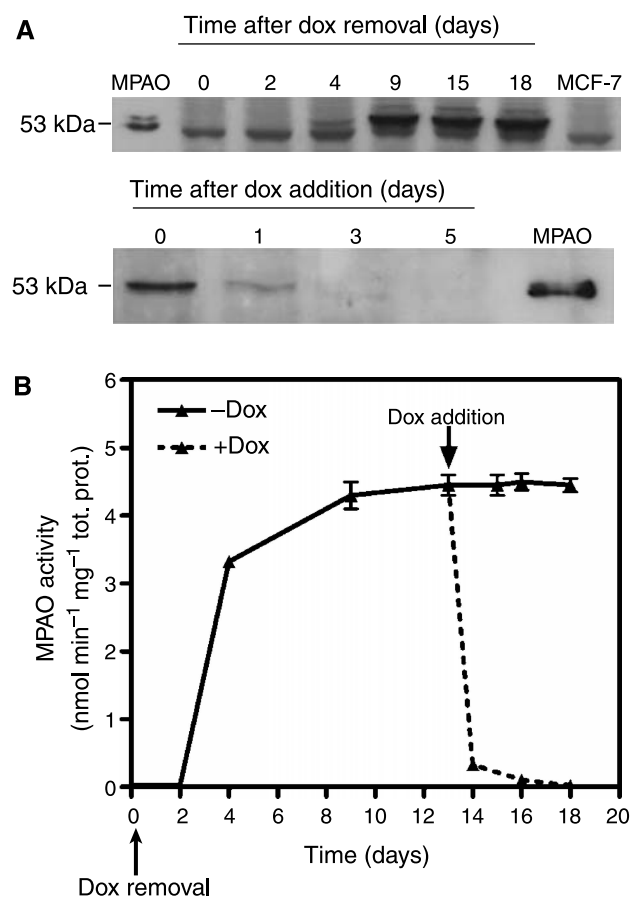 A
Time after dox removal (days)
MPAO 0 2 4 9 15 18 MCF-7
53 kDa
Time after dox addition (days)
0 1 3 5 MPAO
53 kDa
B
6
5
4
3
2
1
0
MPAO activity
(nmol min⁻¹ mg⁻¹ tot. prot.)
–Dox
+Dox
Dox addition
0 2 4 6 8 10 12 14 16 18 20
Time (days)
Dox removal